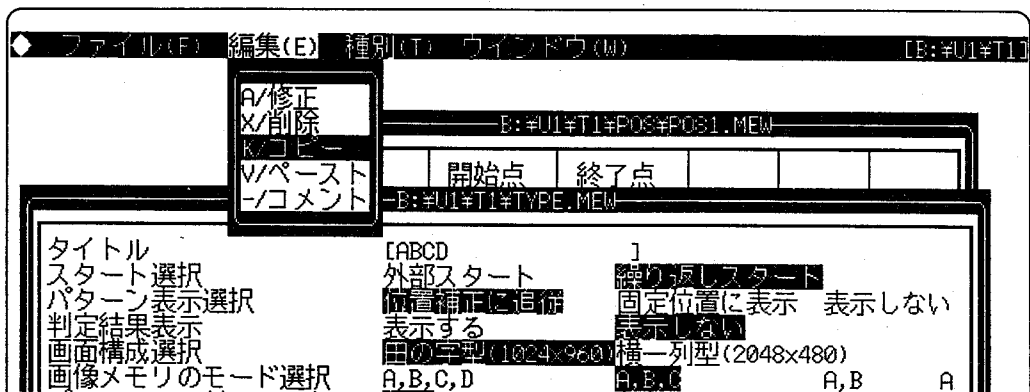 ファイル(F) 編集(E) 種別(T) ウインドウ(W) [B:¥U1¥T1]
A/修正
X/削除
K/コピー
V/ペースト
-/コメント
B:¥U1¥T1¥POS¥POS1.MEW
開始点 終了点
B:¥U1¥T1¥TYPE.MEW
タイトル [ABCD ]
スタート選択 外部スタート 繰り返しスタート
パターン表示選択 位置補正に追従 固定位置に表示 表示しない
判定結果表示 表示する 表示しない
画面構成選択 田の字型(1024×960) 横一列型(2048×480)
画像メモリのモード選択 A,B,C,D A,B,C A,B A